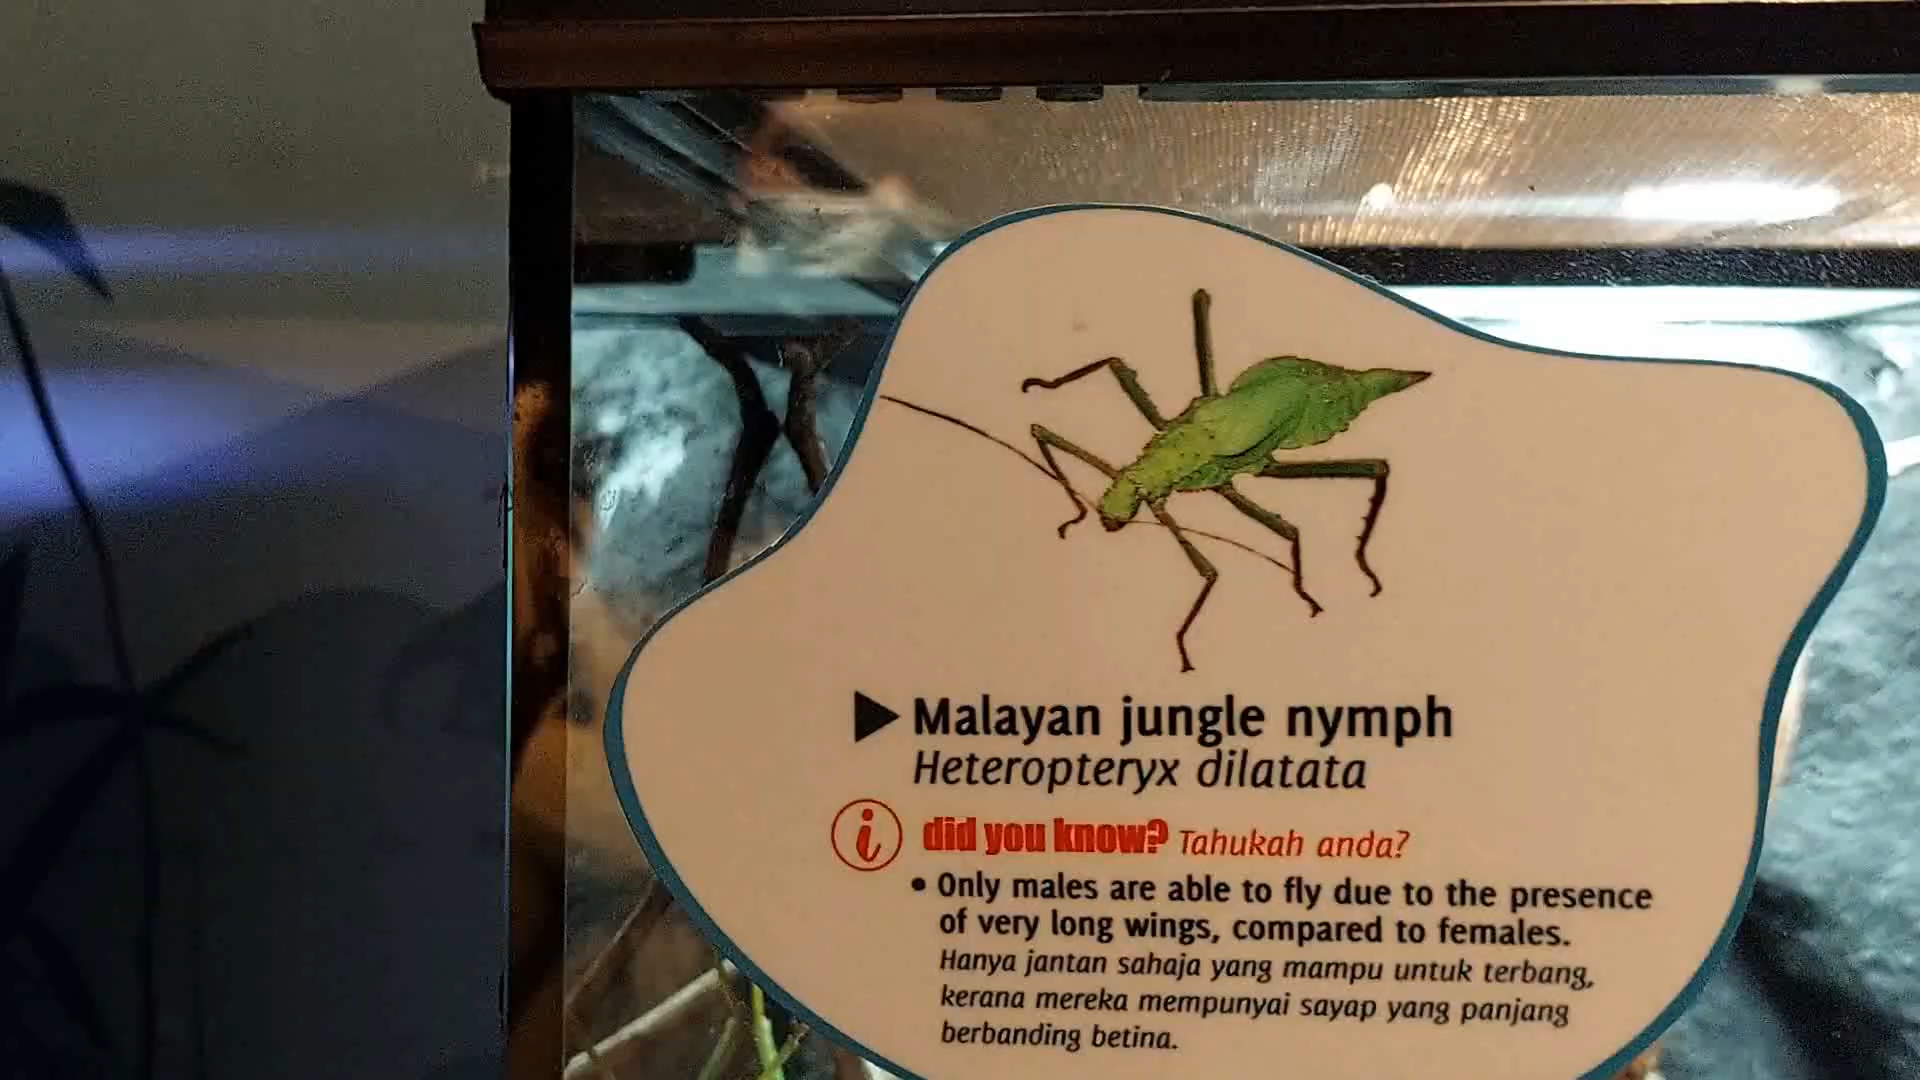 Malayan jungle nymph
Heteropteryx dilatata
i did you know? Tahukah anda?
• Only males are able to fly due to the presence
of very long wings, compared to females.
Hanya jantan sahaja yang mampu untuk terbang,
kerana mereka mempunyai sayap yang panjang
berbanding betina.